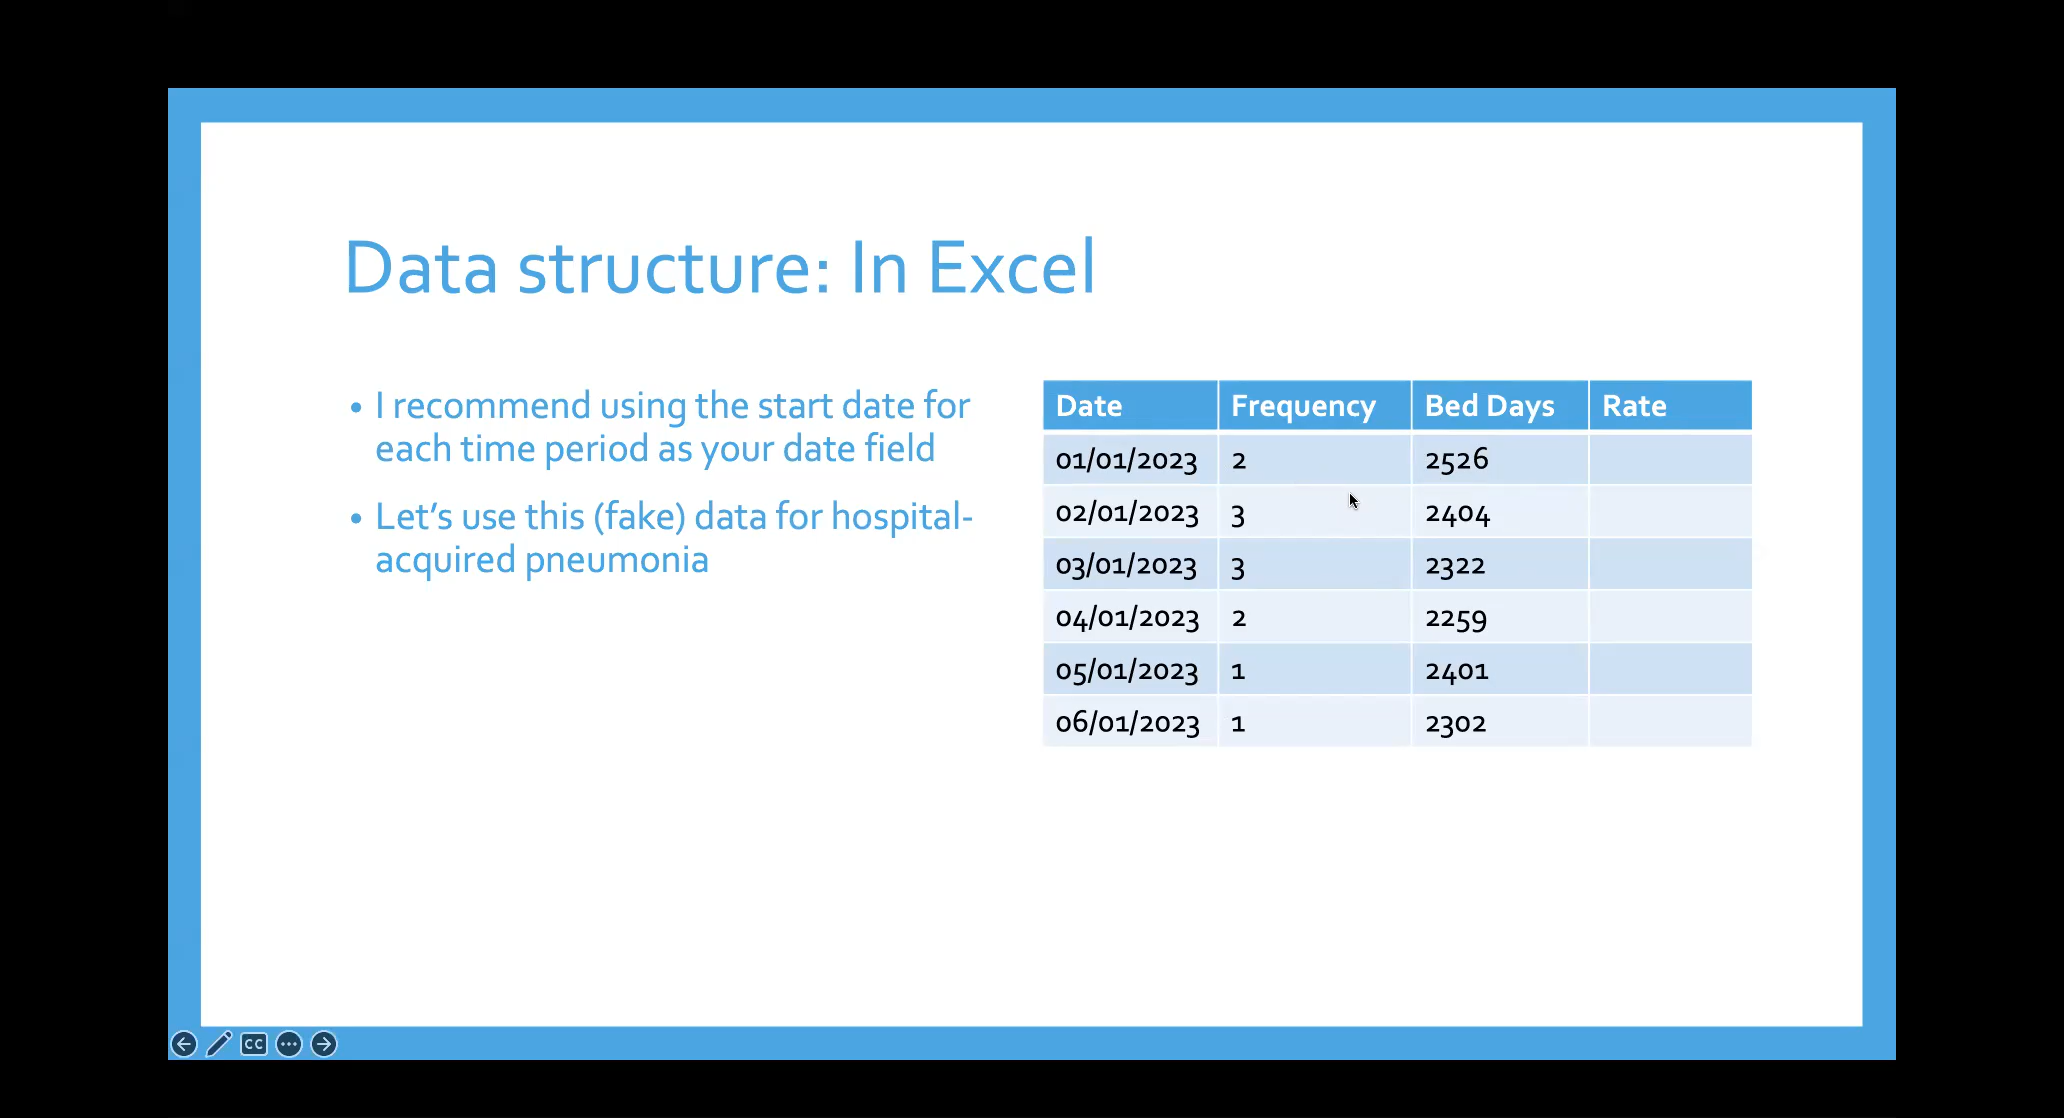 Data structure: In Excel
• I recommend using the start date for
each time period as your date field
• Let's use this (fake) data for hospital-
acquired pneumonia
Date Frequency Bed Days Rate
01/01/2023 2 2526
02/01/2023 3 2404
03/01/2023 3 2322
04/01/2023 2 2259
05/01/2023 1 2401
06/01/2023 1 2302
CC